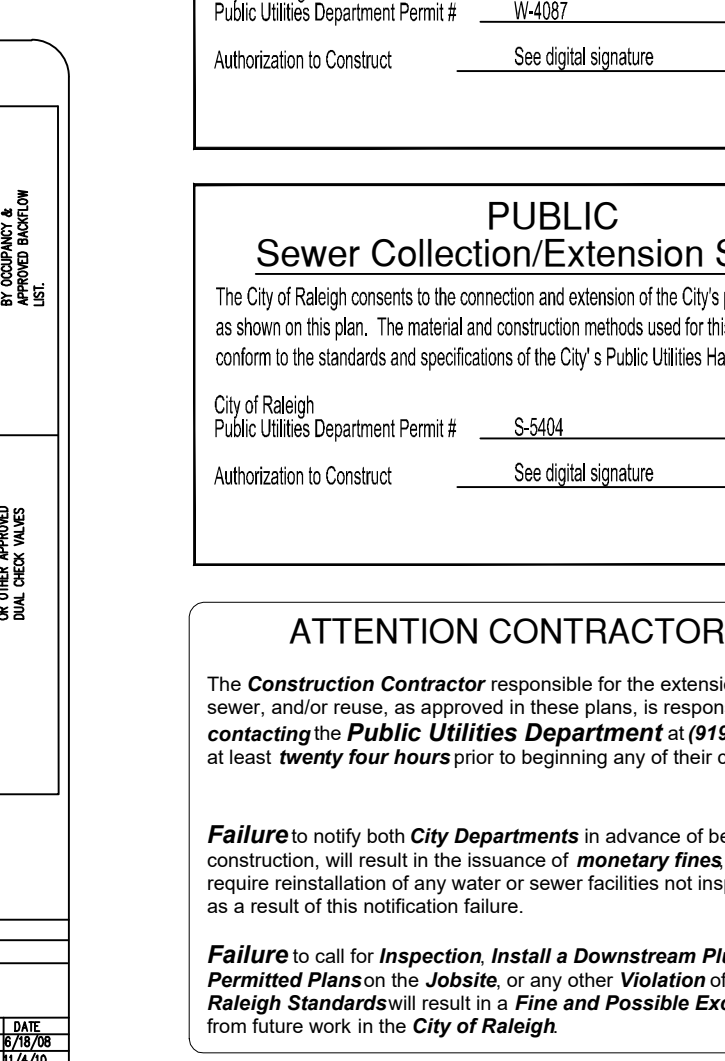 BY OCCUPANCY &
APPROVED BACKFLOW
LIST.
OR OTHER APPROVED
DUAL CHECK VALVES
DATE
6/18/08
11/4/10
Public Utilities Department Permit # W-4087
Authorization to Construct See digital signature
PUBLIC
Sewer Collection/Extension S
The City of Raleigh consents to the connection and extension of the City's
as shown on this plan. The material and construction methods used for this
conform to the standards and specifications of the City' s Public Utilities Ha
City of Raleigh
Public Utilities Department Permit # S-5404
Authorization to Construct See digital signature
ATTENTION CONTRACTOR
The Construction Contractor responsible for the extensi
sewer, and/or reuse, as approved in these plans, is respon
contacting the Public Utilities Department at (919
at least twenty four hours prior to beginning any of their
Failure to notify both City Departments in advance of be
construction, will result in the issuance of monetary fines,
require reinstallation of any water or sewer facilities not insp
as a result of this notification failure.
Failure to call for Inspection, Install a Downstream Plu
Permitted Plans on the Jobsite, or any other Violation of
Raleigh Standards will result in a Fine and Possible Exc
from future work in the City of Raleigh.